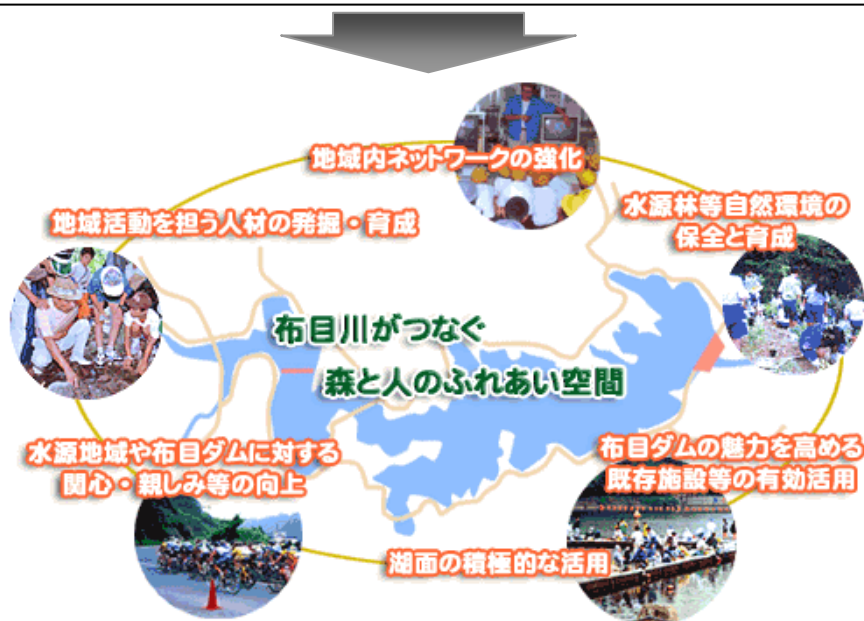 地域内ネットワークの強化
地域活動を担う人材の発掘・育成
水源林等自然環境の
保全と育成
布目川がつなぐ
森と人のふれあい空間
水源地域や布目ダムに対する
関心・親しみ等の向上
布目ダムの魅力を高める
既存施設等の有効活用
湖面の積極的な活用